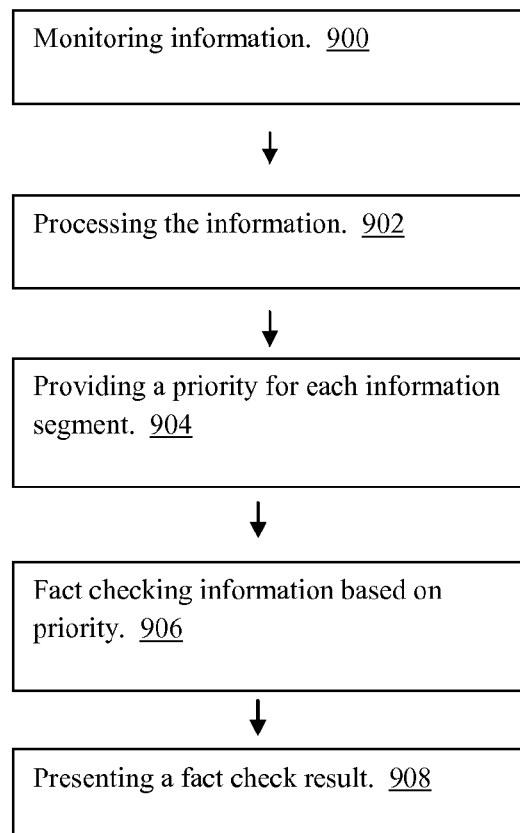 Monitoring information. 900
Processing the information. 902
Providing a priority for each information
segment. 904
Fact checking information based on
priority. 906
Presenting a fact check result. 908